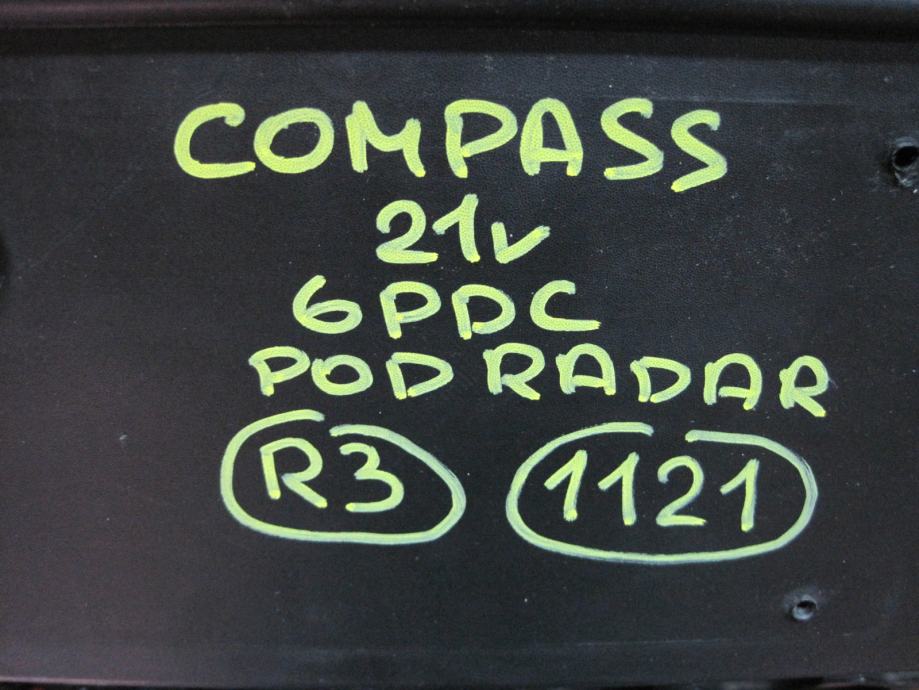 COMPASS
21v
6PDC
POD RADAR
R3 1121